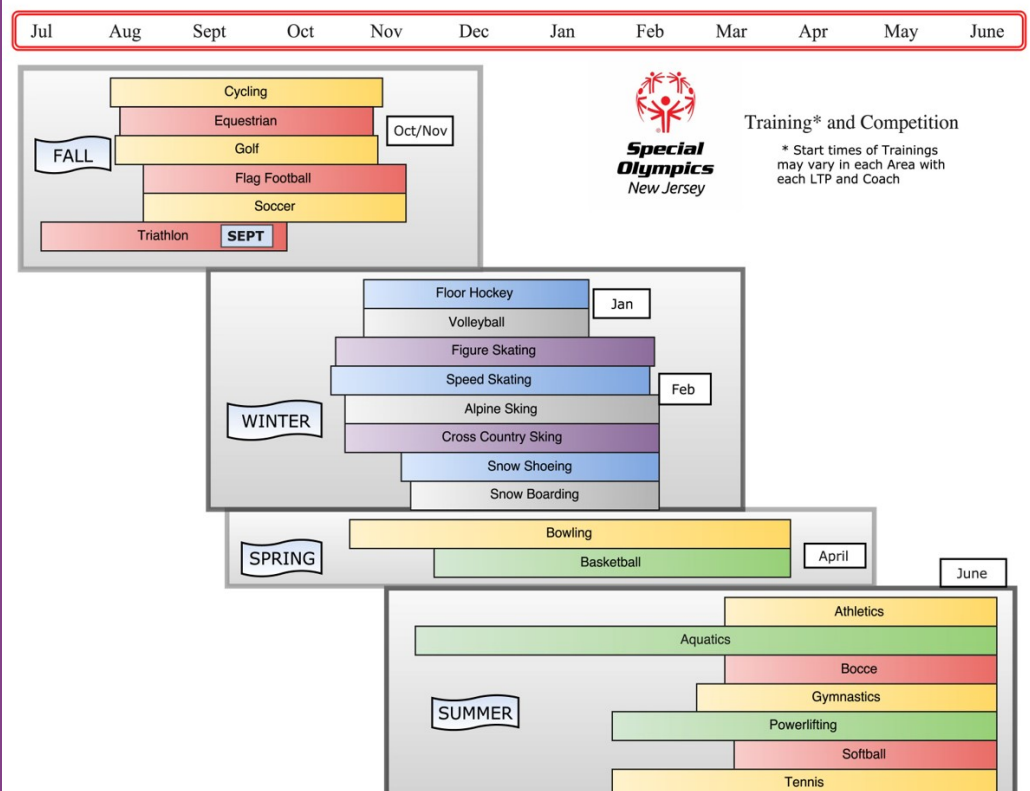 Jul Aug Sept Oct Nov Dec Jan Feb Mar Apr May June
Cycling
Equestrian
Golf
Flag Football
Soccer
Triathlon SEPT
Oct/Nov
FALL
Special
Olympics
New Jersey
Training* and Competition
* Start times of Trainings
may vary in each Area with
each LTP and Coach
Floor Hockey
Volleyball
Figure Skating
Speed Skating
Alpine Sking
Cross Country Sking
Snow Shoeing
Snow Boarding
Jan
Feb
WINTER
Bowling
Basketball
SPRING
April
June
Athletics
Aquatics
Bocce
Gymnastics
Powerlifting
Softball
Tennis
SUMMER